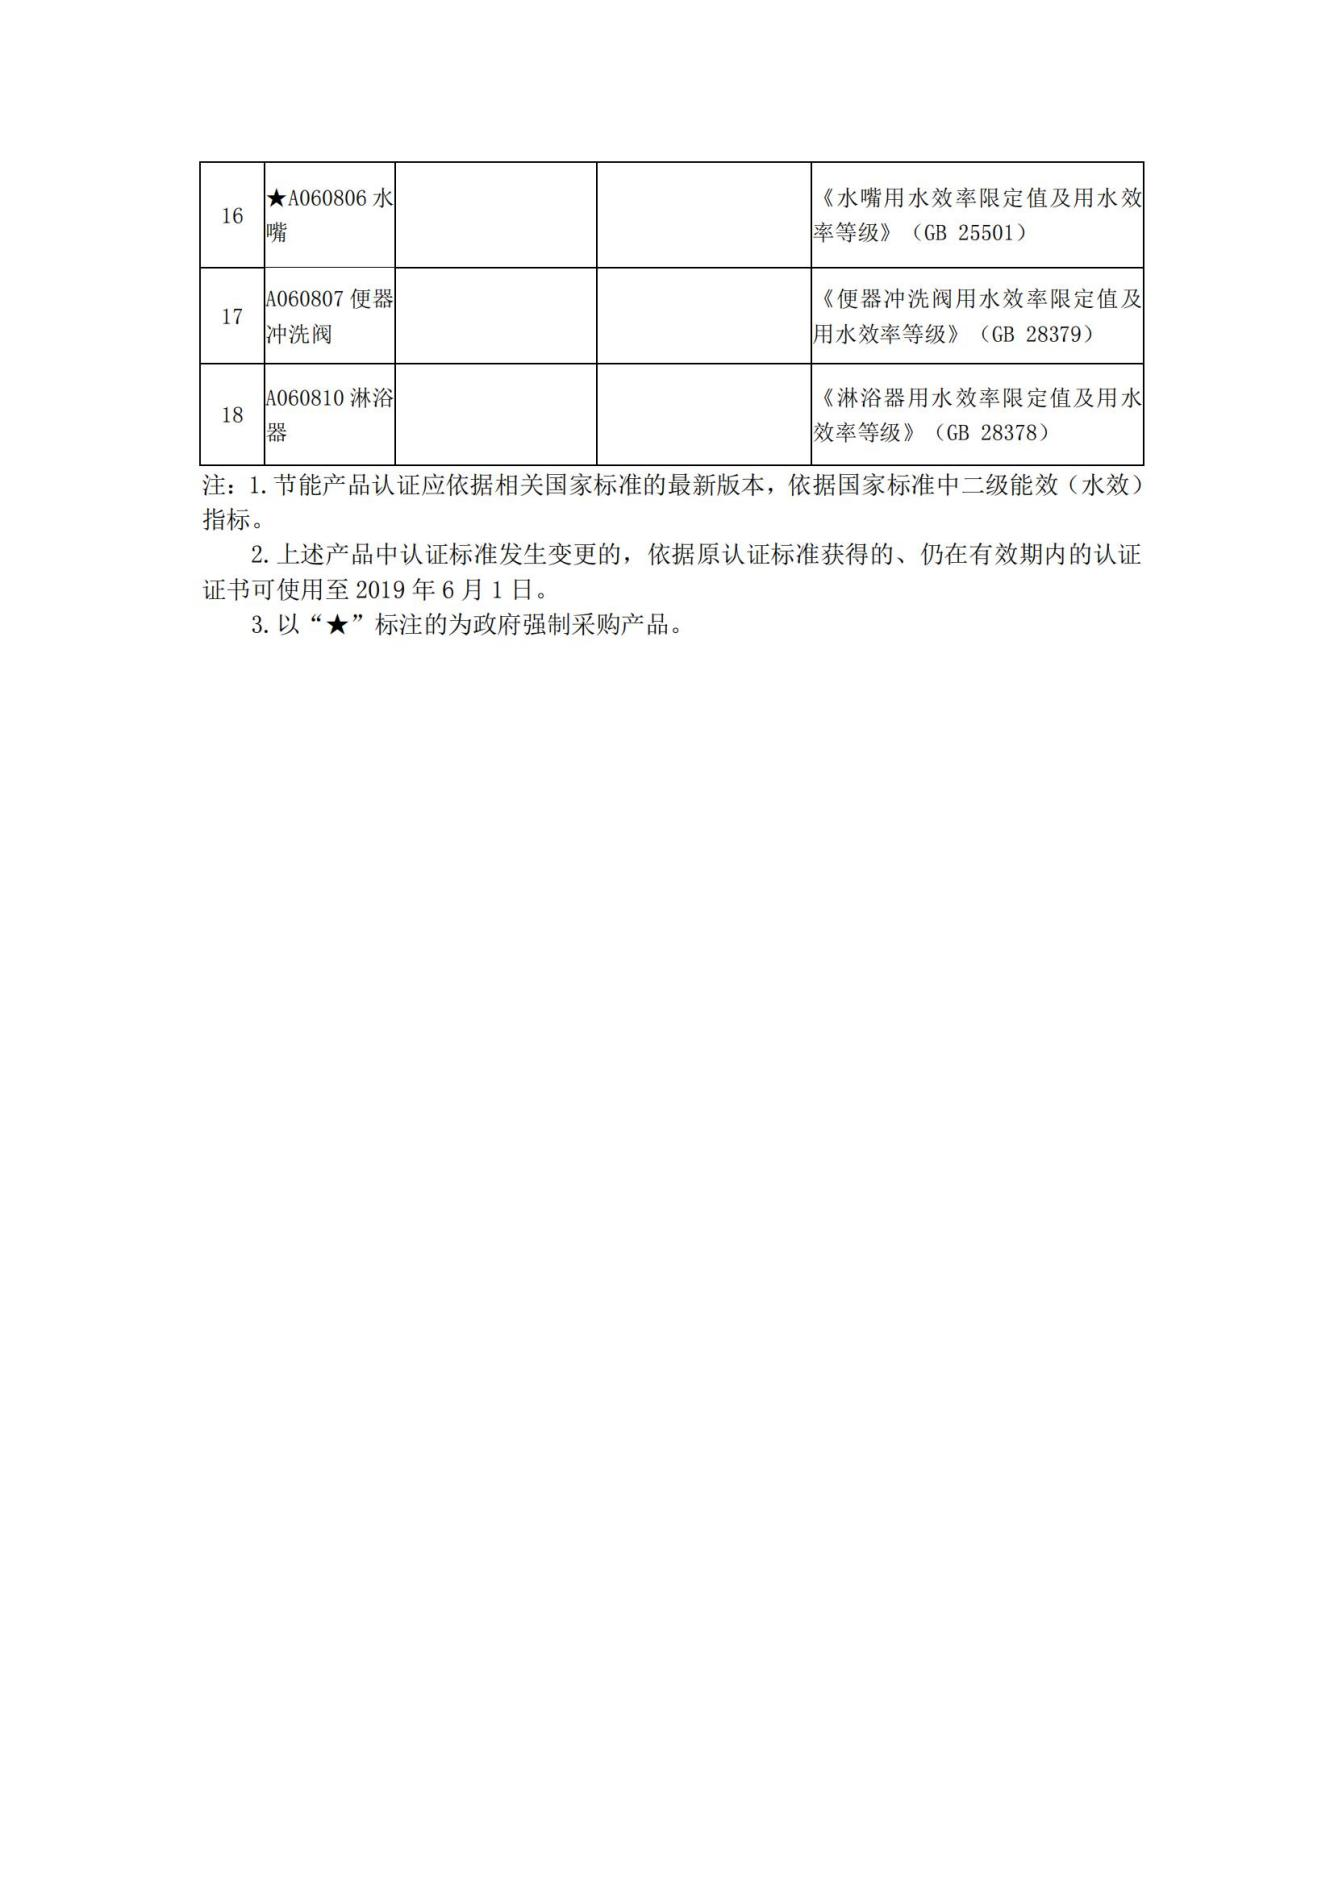 16
★A060806 水
嘴
《水嘴用水效率限定值及用水效
率等级》（GB 25501）
17
A060807 便器
冲洗阀
《便器冲洗阀用水效率限定值及
用水效率等级》（GB 28379）
18
A060810 淋浴
器
《淋浴器用水效率限定值及用水
效率等级》（GB 28378）
注：1.节能产品认证应依据相关国家标准的最新版本，依据国家标准中二级能效（水效）
指标。
2.上述产品中认证标准发生变更的，依据原认证标准获得的、仍在有效期内的认证
证书可使用至 2019 年 6 月 1 日。
3.以“★”标注的为政府强制采购产品。